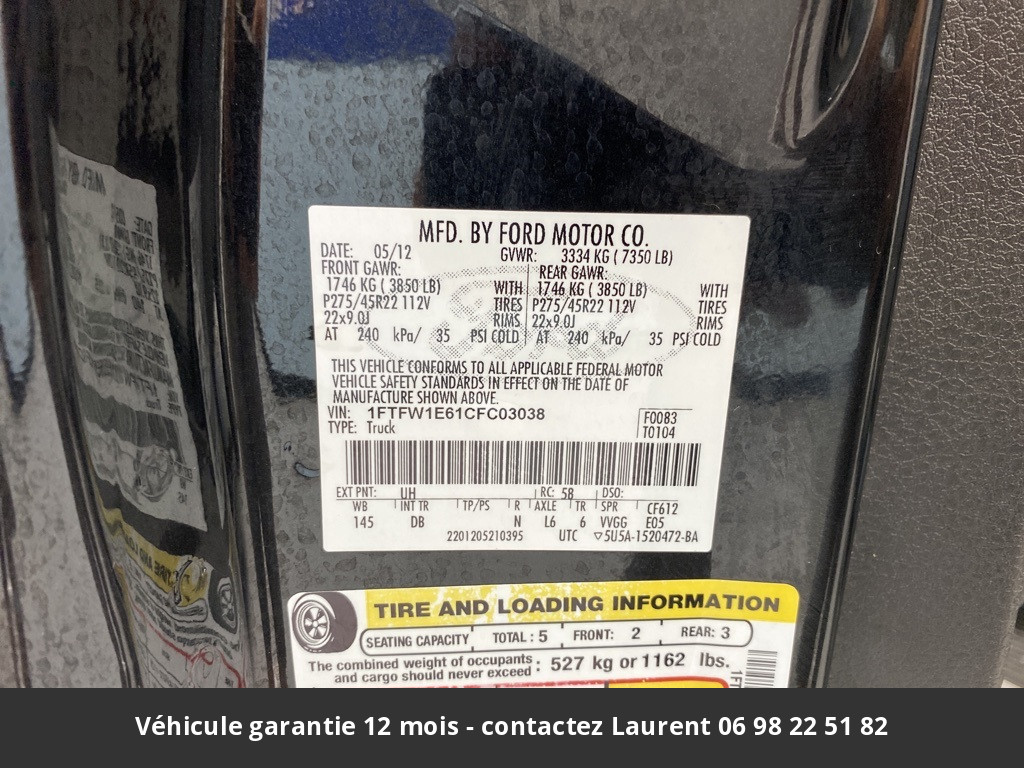 MFD. BY FORD MOTOR CO.
DATE: 05/12 GVWR: 3334 KG ( 7350 LB)
FRONT GAWR: REAR GAWR:
1746 KG ( 3850 LB) WITH 1746 KG ( 3850 LB) WITH
P275/45R22 112V TIRES P275/45R22 112V TIRES
22x9.0J RIMS 22x9.0J RIMS
AT 240 kPa/ 35 PSI COLD AT 240 kPa/ 35 PSI COLD
THIS VEHICLE CONFORMS TO ALL APPLICABLE FEDERAL MOTOR
VEHICLE SAFETY STANDARDS IN EFFECT ON THE DATE OF
MANUFACTURE SHOWN ABOVE.
VIN: 1FTFW1E61CFC03038
TYPE: Truck
F0083
T0104
EXT PNT: UH RC: 58 DSO:
WB INT TR TP/PS R AXLE TR SPR CF612
145 DB N L6 6 VVGG E05
2201205210395 UTC ▽5U5A-1520472-BA
TIRE AND LOADING INFORMATION
SEATING CAPACITY TOTAL : 5 FRONT: 2 REAR: 3
The combined weight of occupants
and cargo should never exceed : 527 kg or 1162 lbs.
1FT
Véhicule garantie 12 mois - contactez Laurent 06 98 22 51 82